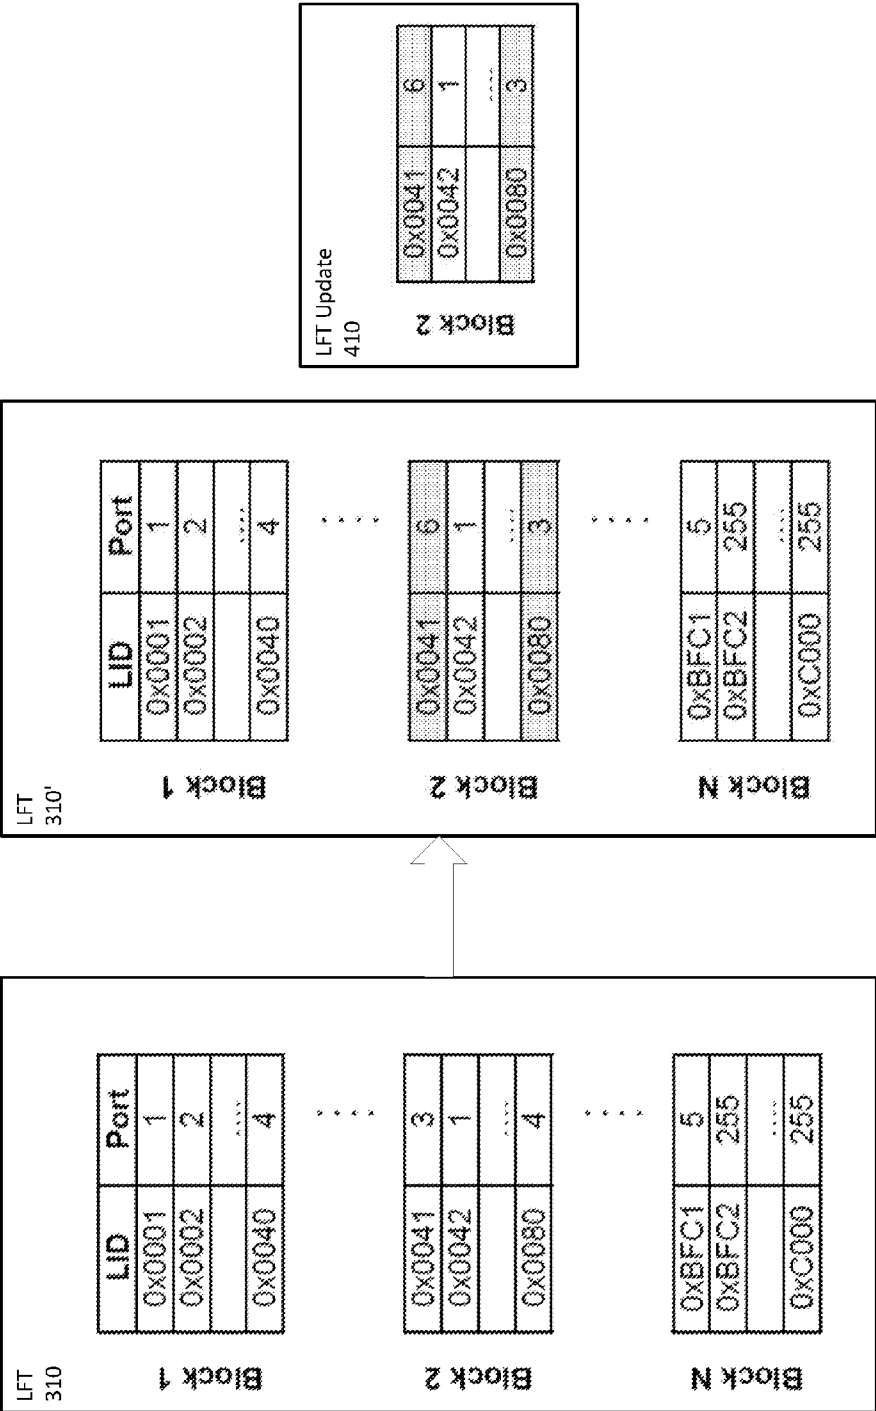 LFT
310
LID Port
Block 1
0x0001 1
0x0002 2
....
0x0040 4
. . . .
Block 2
0x0041 3
0x0042 1
....
0x0080 4
. . . .
Block N
0xBFC1 5
0xBFC2 255
....
0xC000 255
LFT
310'
LID Port
Block 1
0x0001 1
0x0002 2
....
0x0040 4
. . . .
Block 2
0x0041 6
0x0042 1
....
0x0080 3
. . . .
Block N
0xBFC1 5
0xBFC2 255
....
0xC000 255
LFT Update
410
Block 2
0x0041 6
0x0042 1
....
0x0080 3